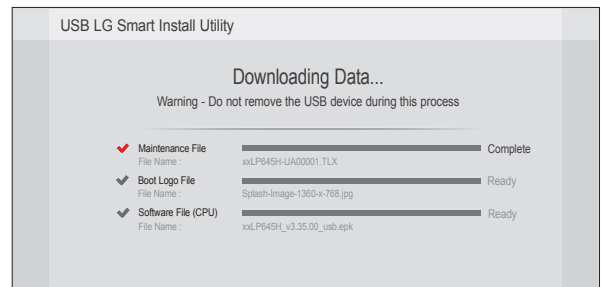 USB LG Smart Install Utility
Downloading Data...
Warning - Do not remove the USB device during this process
Maintenance File Complete
File Name : xxLP645H-UA00001.TLX
Boot Logo File Ready
File Name : Splash-Image-1360-x-768.jpg
Software File (CPU) Ready
File Name : xxLP645H_v3.35.00_usb.epk